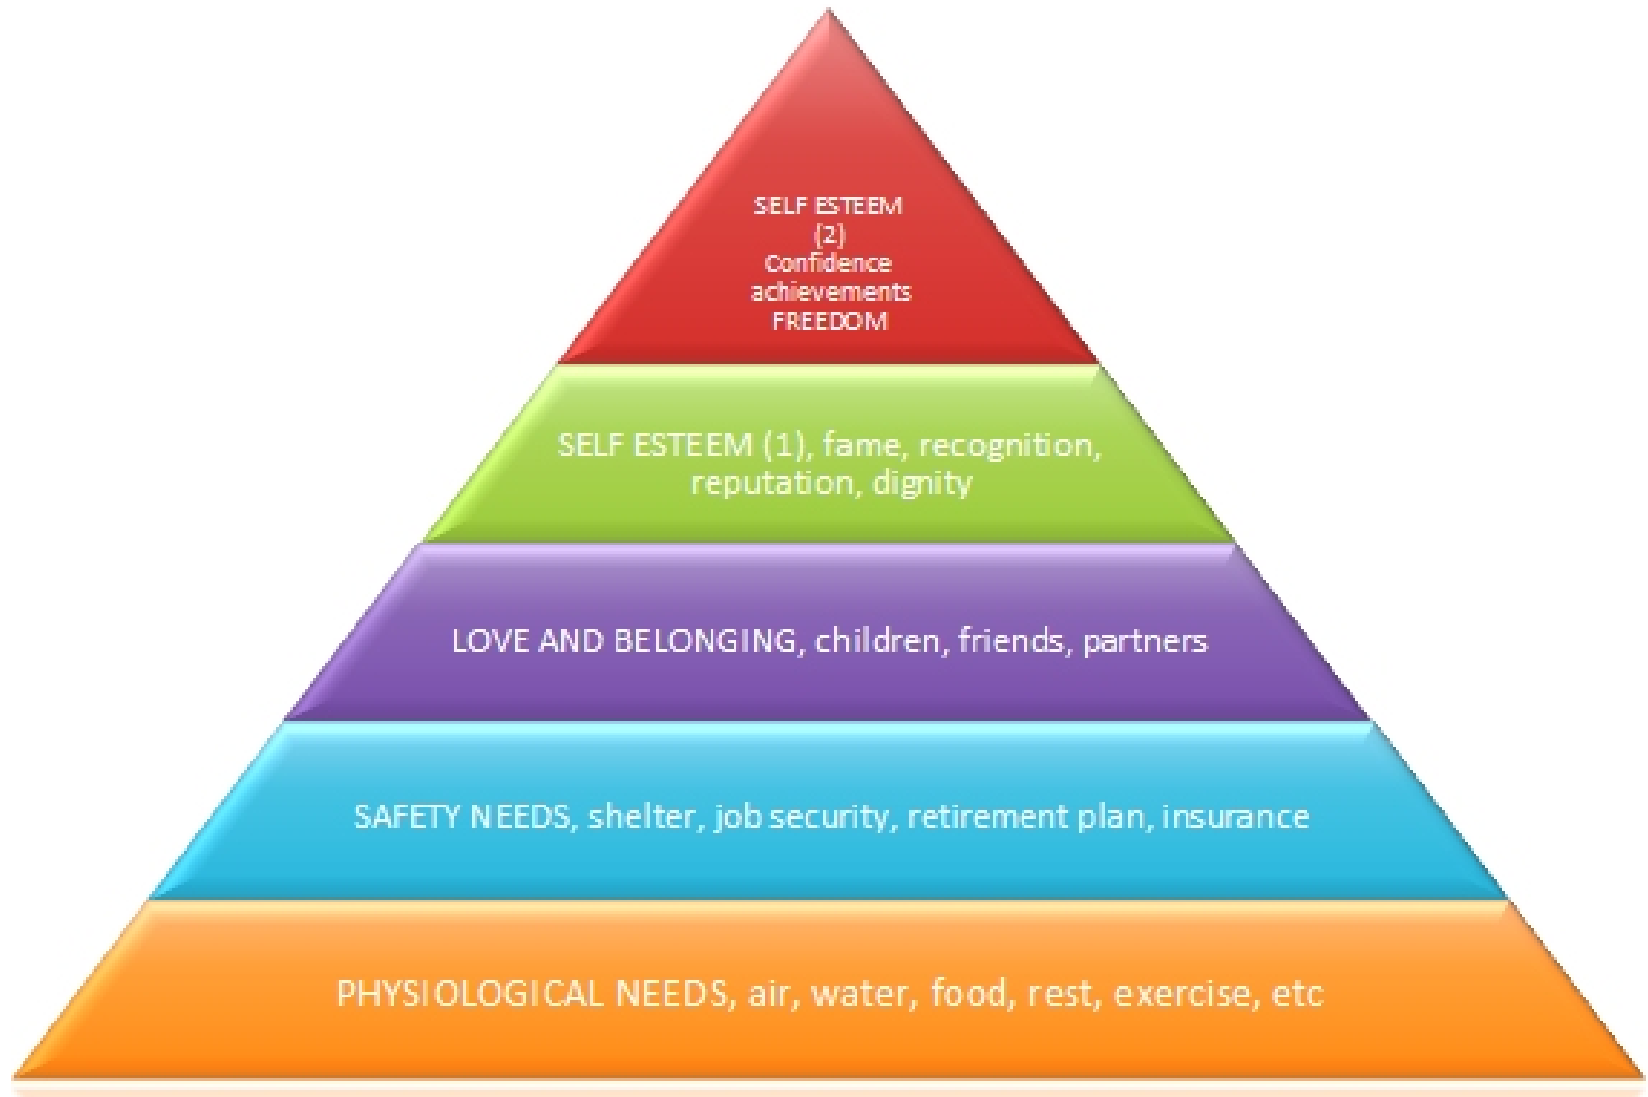 SELF ESTEEM
(2)
Confidence
achievements
FREEDOM
SELF ESTEEM (1), fame, recognition,
reputation, dignity
LOVE AND BELONGING, children, friends, partners
SAFETY NEEDS, shelter, job security, retirement plan, insurance
PHYSIOLOGICAL NEEDS, air, water, food, rest, exercise, etc